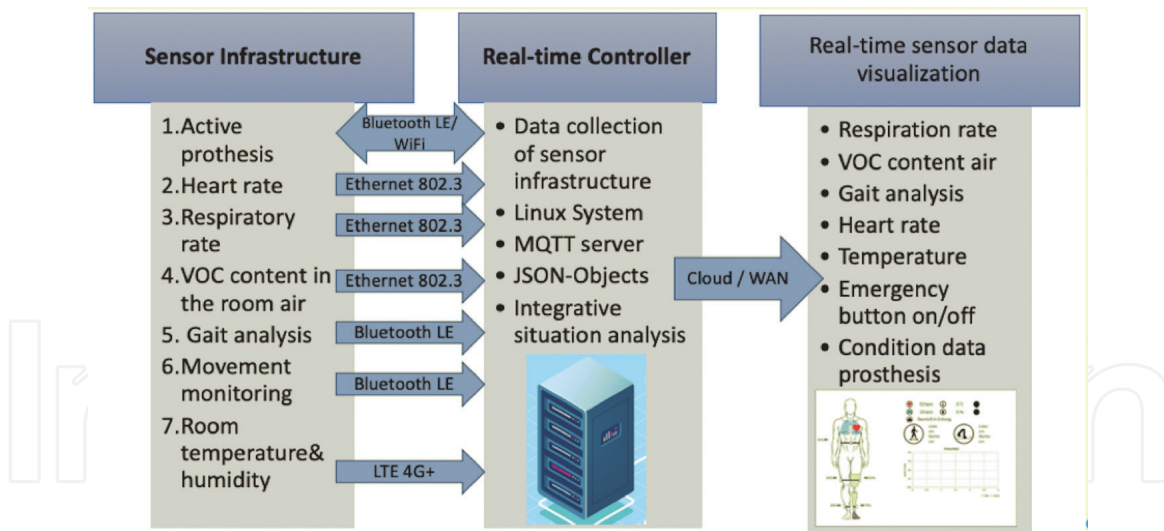 Sensor Infrastructure
1.Active
prothesis
2.Heart rate
3.Respiratory
rate
4.VOC content in
the room air
5. Gait analysis
6.Movement
monitoring
7.Room
temperature&
humidity
Bluetooth LE/
WiFi
Ethernet 802.3
Ethernet 802.3
Ethernet 802.3
Bluetooth LE
Bluetooth LE
LTE 4G+
Real-time Controller
• Data collection
of sensor
infrastructure
• Linux System
• MQTT server
• JSON-Objects
• Integrative
situation analysis
Cloud / WAN
Real-time sensor data
visualization
• Respiration rate
• VOC content air
• Gait analysis
• Heart rate
• Temperature
• Emergency
button on/off
• Condition data
prosthesis